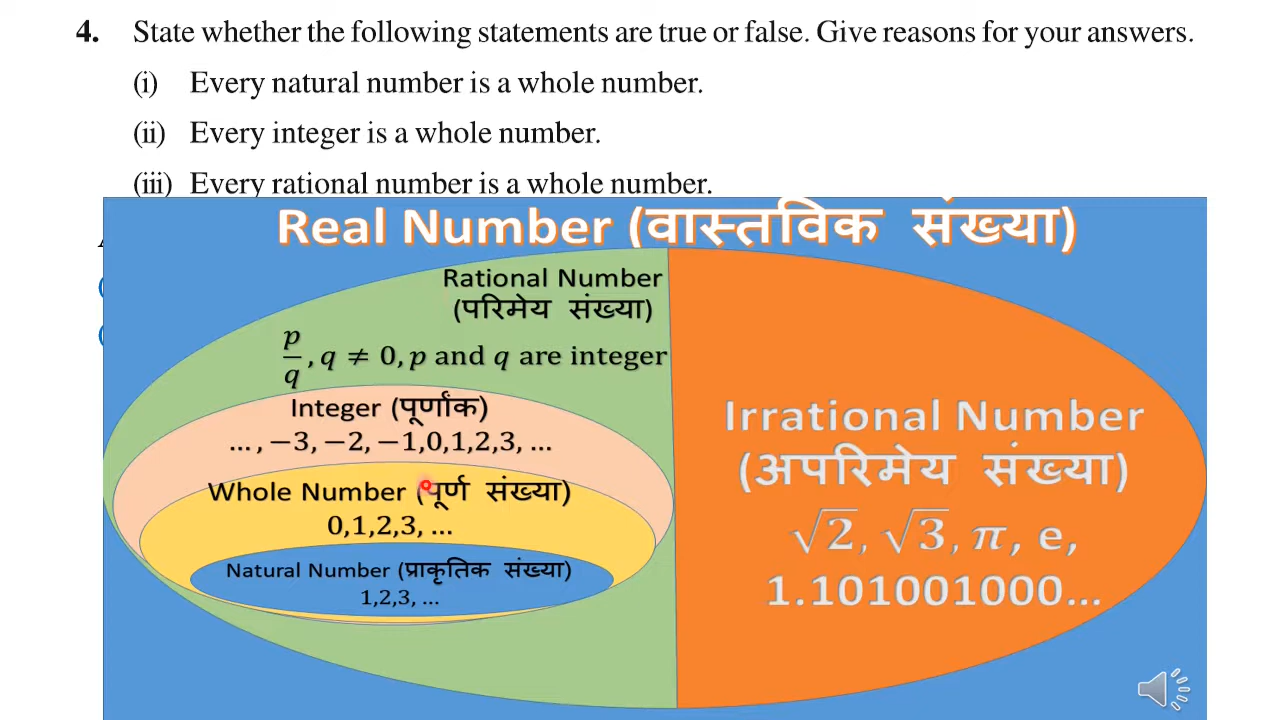 4. State whether the following statements are true or false. Give reasons for your answers.
(i) Every natural number is a whole number.
(ii) Every integer is a whole number.
(iii) Every rational number is a whole number.
Real Number (वास्तविक संख्या)
Rational Number
(परिमेय संख्या)
p/q, q ≠ 0, p and q are integer
Integer (पूर्णांक)
..., −3, −2, −1,0,1,2,3, ...
Whole Number (पूर्ण संख्या)
0,1,2,3, ...
Natural Number (प्राकृतिक संख्या)
1,2,3, ...
Irrational Number
(अपरिमेय संख्या)
√2, √3, π, e,
1.101001000...